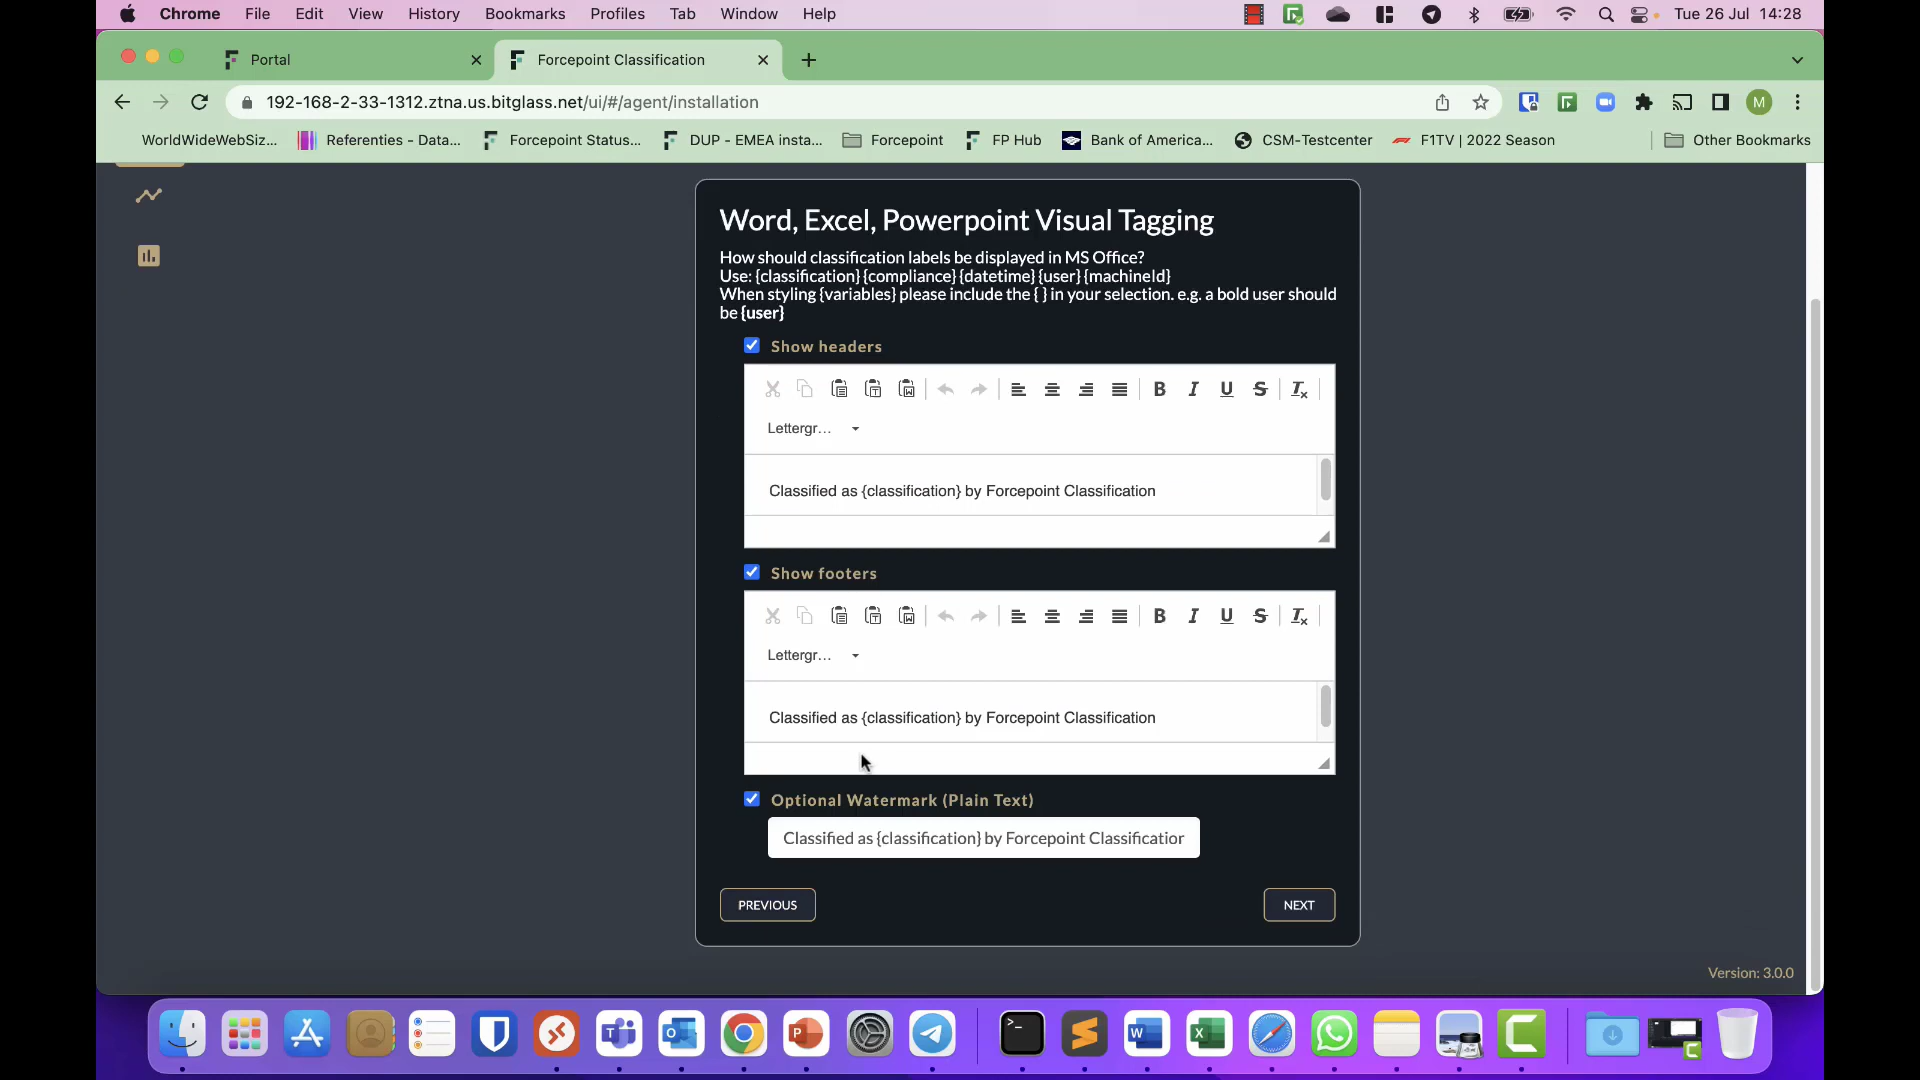 Chrome File Edit View History Bookmarks Profiles Tab Window Help Tue 26 Jul 14:28
Portal Forcepoint Classification
192-168-2-33-1312.ztna.us.bitglass.net/ui/#/agent/installation M
WorldWideWebSiz... Referenties - Data... Forcepoint Status... DUP - EMEA insta... Forcepoint FP Hub Bank of America... CSM-Testcenter F1TV | 2022 Season Other Bookmarks
Word, Excel, Powerpoint Visual Tagging
How should classification labels be displayed in MS Office?
Use: {classification} {compliance} {datetime} {user} {machineId}
When styling {variables} please include the { } in your selection. e.g. a bold user should
be {user}
Show headers
B I U S Tx
Lettergr...
Classified as {classification} by Forcepoint Classification
Show footers
B I U S Tx
Lettergr...
Classified as {classification} by Forcepoint Classification
Optional Watermark (Plain Text)
Classified as {classification} by Forcepoint Classification
PREVIOUS NEXT
Version: 3.0.0